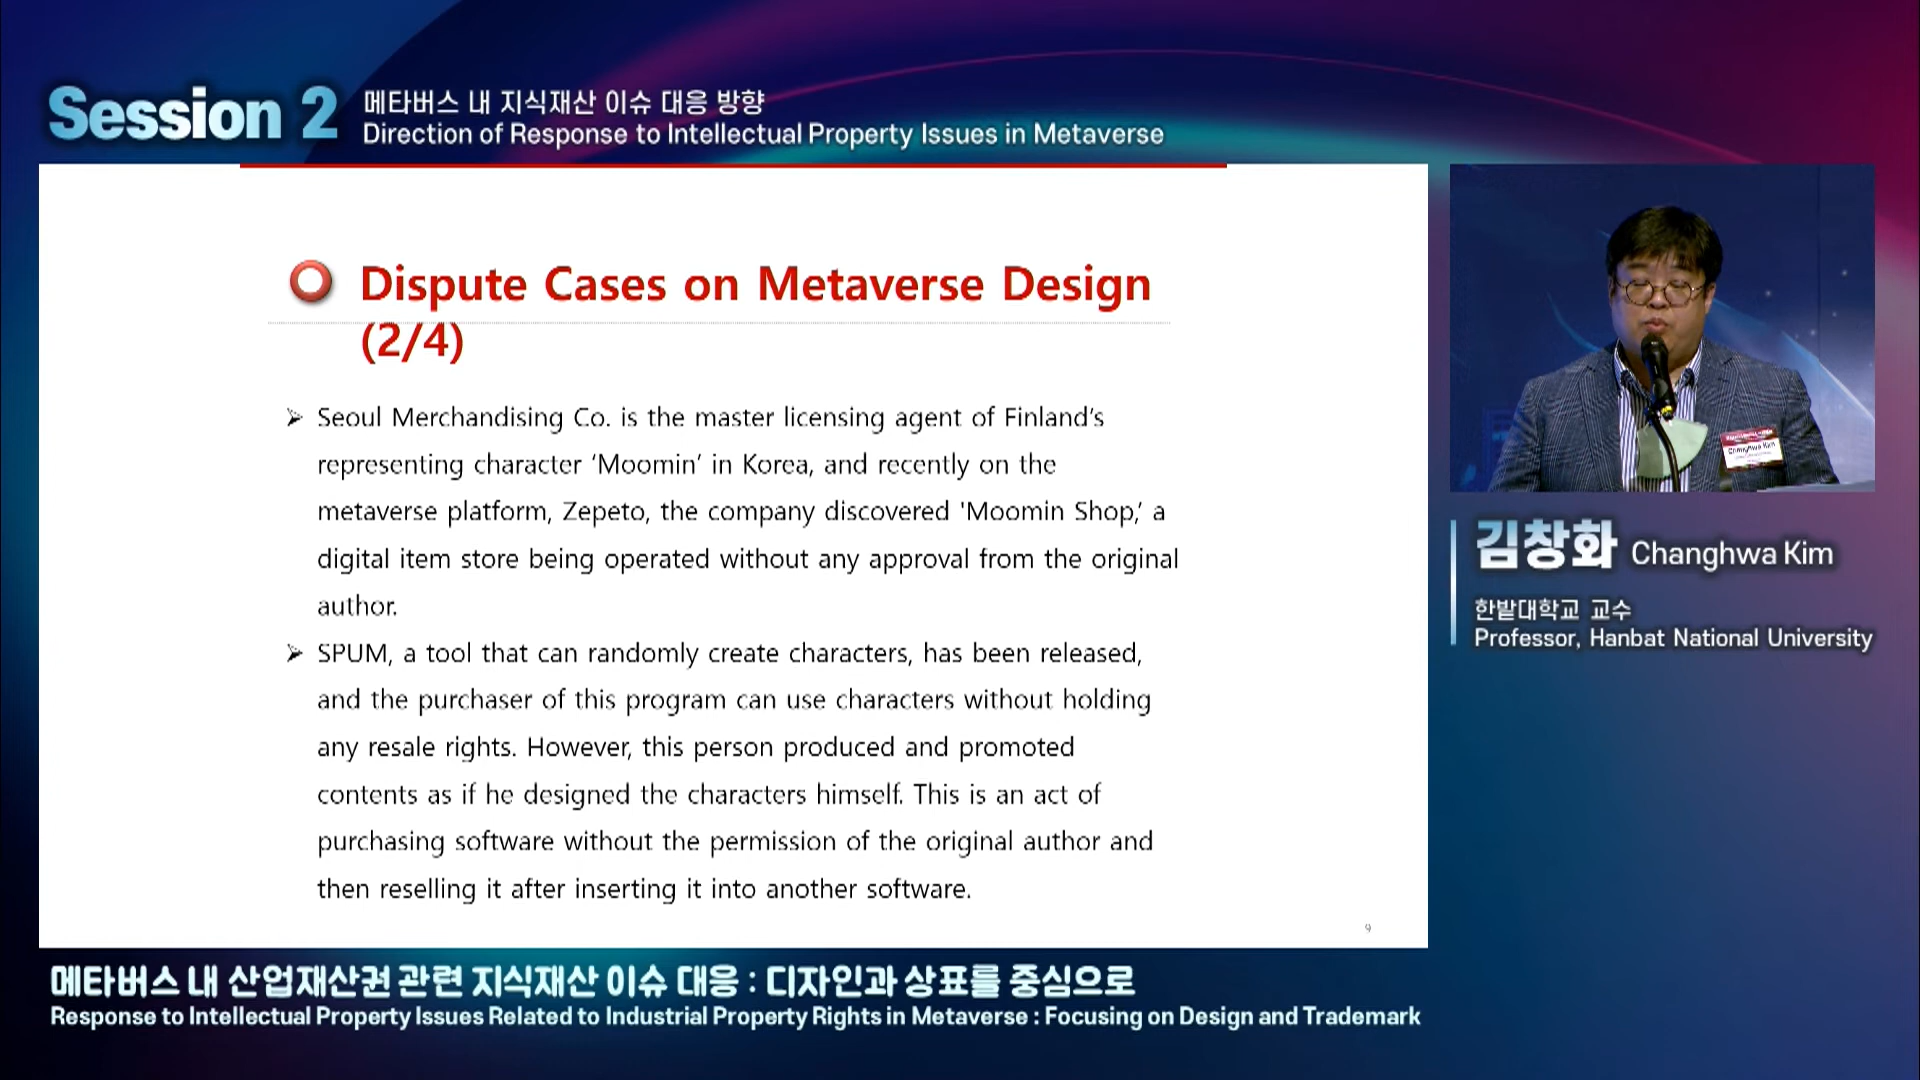 Session 2
메타버스 내 지식재산 이슈 대응 방향
Direction of Response to Intellectual Property Issues in Metaverse
Dispute Cases on Metaverse Design
(2/4)
➢ Seoul Merchandising Co. is the master licensing agent of Finland’s
representing character ‘Moomin’ in Korea, and recently on the
metaverse platform, Zepeto, the company discovered 'Moomin Shop,’ a
digital item store being operated without any approval from the original
author.
➢ SPUM, a tool that can randomly create characters, has been released,
and the purchaser of this program can use characters without holding
any resale rights. However, this person produced and promoted
contents as if he designed the characters himself. This is an act of
purchasing software without the permission of the original author and
then reselling it after inserting it into another software.
9
Changhwa Kim
김창화 Changhwa Kim
한밭대학교 교수
Professor, Hanbat National University
메타버스 내 산업재산권 관련 지식재산 이슈 대응 : 디자인과 상표를 중심으로
Response to Intellectual Property Issues Related to Industrial Property Rights in Metaverse : Focusing on Design and Trademark